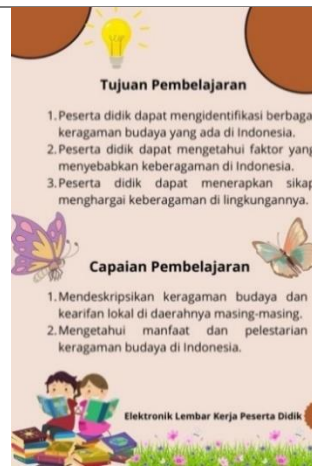 Tujuan Pembelajaran
1. Peserta didik dapat mengidentifikasi berbaga
keragaman budaya yang ada di Indonesia.
2. Peserta didik dapat mengetahui faktor yang
menyebabkan keberagaman di Indonesia.
3. Peserta didik dapat menerapkan sikap
menghargai keberagaman di lingkungannya.
Capaian Pembelajaran
1. Mendeskripsikan keragaman budaya dan
kearifan lokal di daerahnya masing-masing.
2. Mengetahui manfaat dan pelestarian
keragaman budaya di Indonesia.
Elektronik Lembar Kerja Peserta Didik